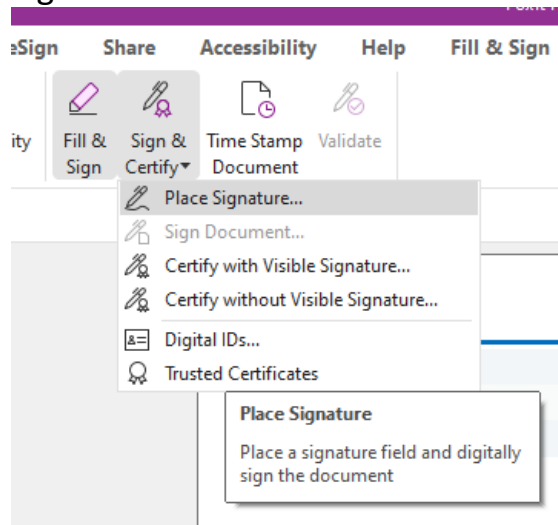 eSign Share Accessibility Help Fill & Sign
ity Fill & Sign & Time Stamp Validate
Sign Certify Document
Place Signature...
Sign Document...
Certify with Visible Signature...
Certify without Visible Signature...
Digital IDs...
Trusted Certificates
Place Signature
Place a signature field and digitally
sign the document